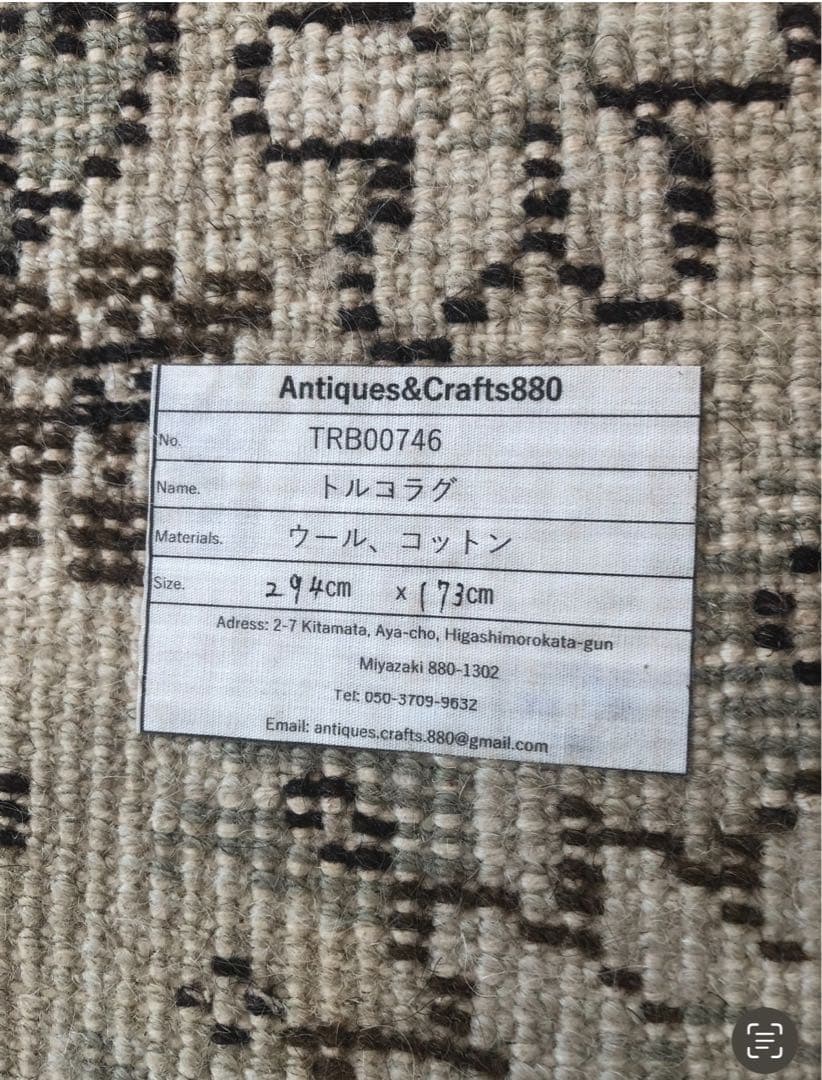 Antiques&Crafts880
No. TRB00746
Name. トルコラグ
Materials. ウール、コットン
Size. 294cm x 173cm
Adress: 2-7 Kitamata, Aya-cho, Higashimorokata-gun
Miyazaki 880-1302
Tel: 050-3709-9632
Email: antiques.crafts.880@gmail.com